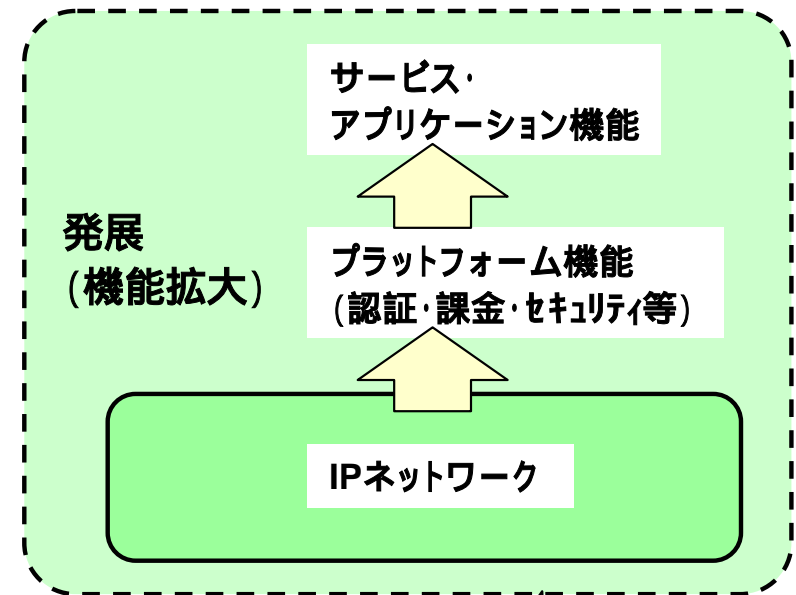 サービス・
アプリケーション機能
発展
(機能拡大)
プラットフォーム機能
(認証・課金・セキュリティ等)
IPネットワーク